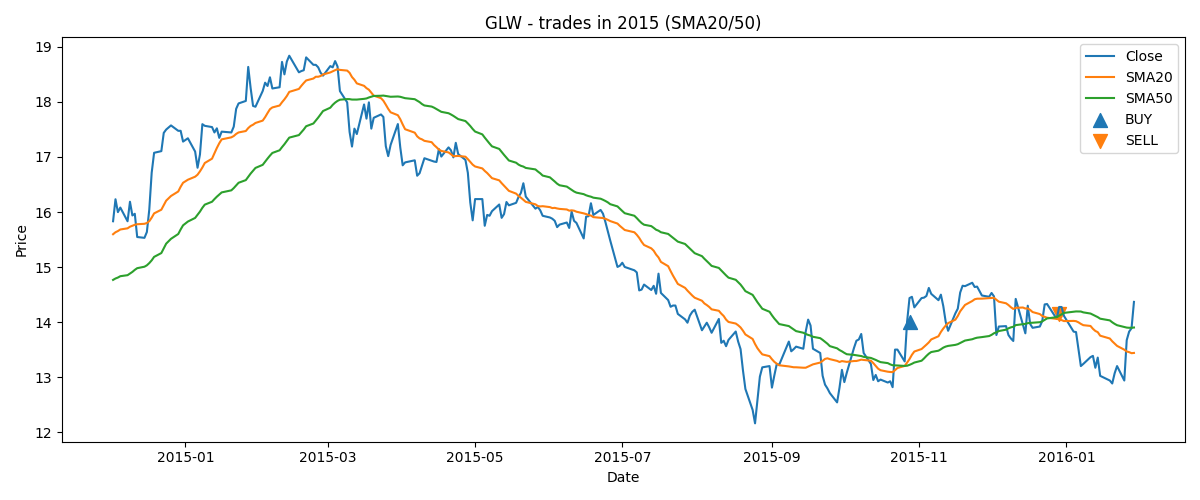 GLW - trades in 2015 (SMA20/50)
Price
19
18
17
16
15
14
13
12
Close
SMA20
SMA50
BUY
SELL
2015-01
2015-03
2015-05
2015-07
2015-09
2015-11
2016-01
Date